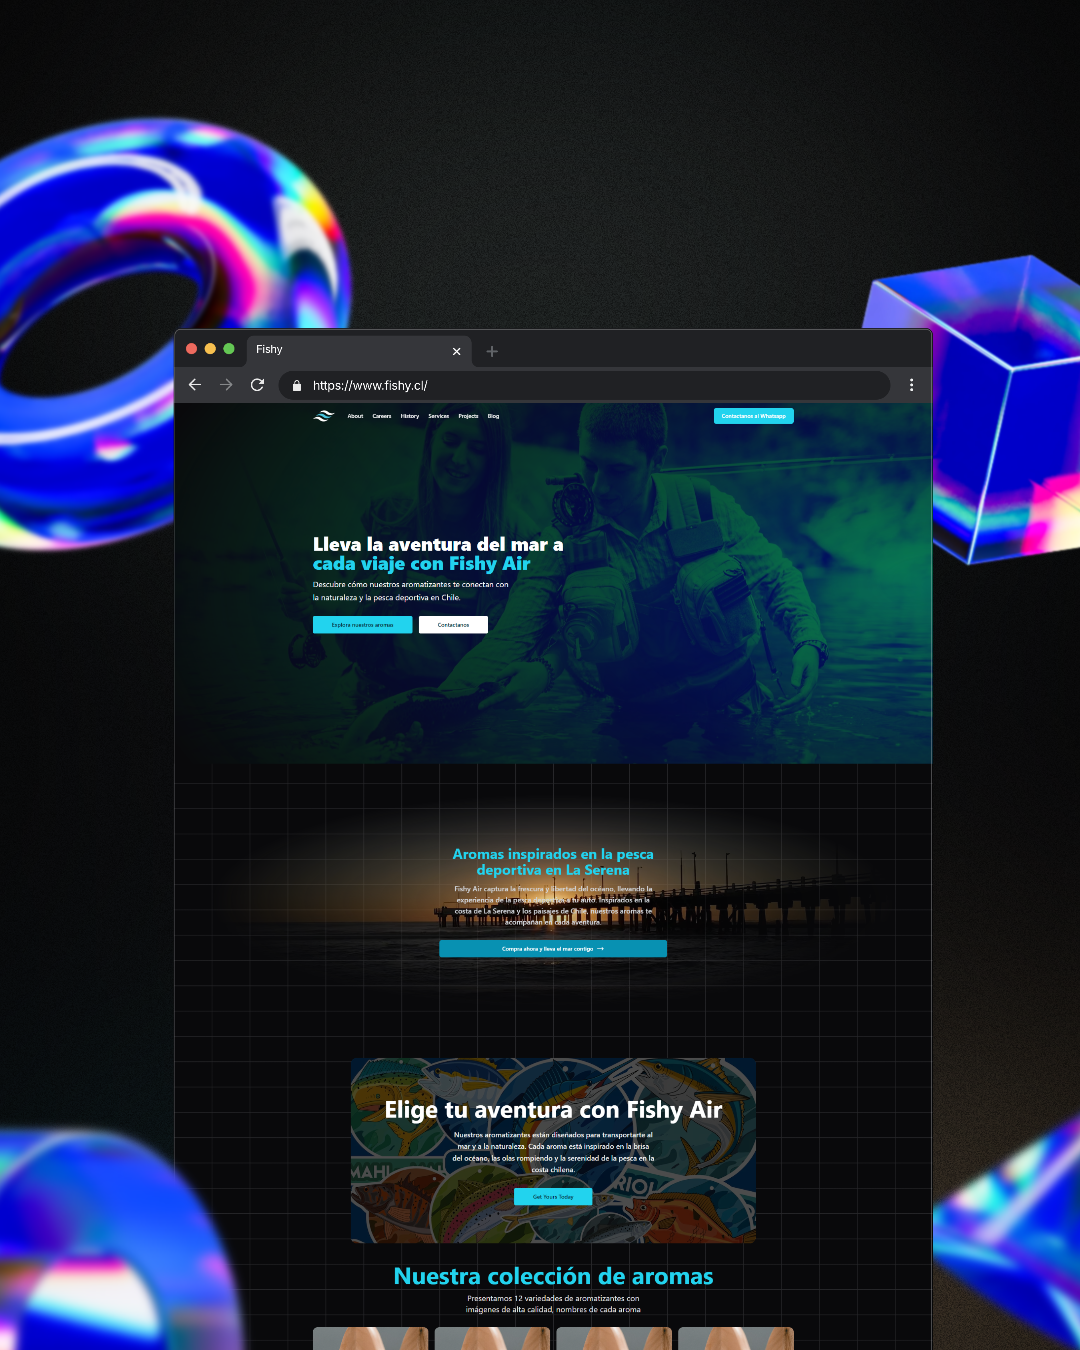 Fishy
https://www.fishy.cl/
About Careers History Services Projects Blog
Contactanos al Whatsapp
Lleva la aventura del mar a
cada viaje con Fishy Air
Descubre cómo nuestros aromatizantes te conectan con
la naturaleza y la pesca deportiva en Chile.
Explora nuestros aromas
Contactanos
Aromas inspirados en la pesca
deportiva en La Serena
Fishy Air captura la frescura y libertad del océano, llevando la
experiencia de la pesca deportiva a tu auto. Inspirados en la
costa de La Serena y los paisajes de Chile, nuestros aromas te
acompañan en cada aventura.
Compra ahora y lleva el mar contigo →
Elige tu aventura con Fishy Air
Nuestros aromatizantes están diseñados para transportarte al
mar y a la naturaleza. Cada aroma está inspirado en la brisa
del océano, las olas rompiendo y la serenidad de la pesca en la
costa chilena.
MAHI
Get Yours Today
Nuestra colección de aromas
Presentamos 12 variedades de aromatizantes con
imágenes de alta calidad, nombres de cada aroma